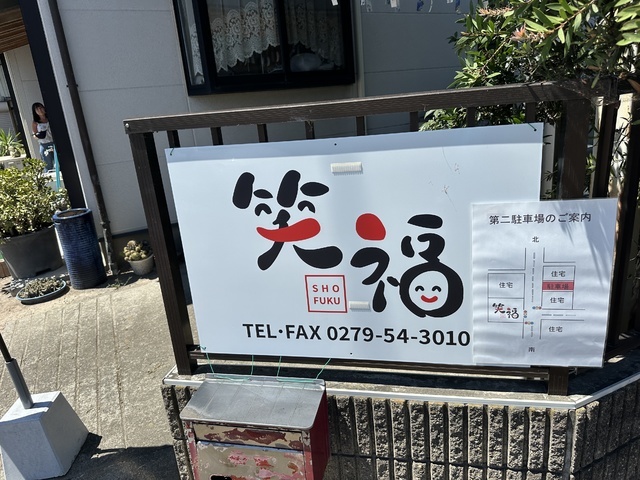 笑福
SHO
FUKU
TEL・FAX 0279-54-3010
第二駐車場のご案内
北
住宅
住宅
駐車場
住宅
笑福
住宅
南